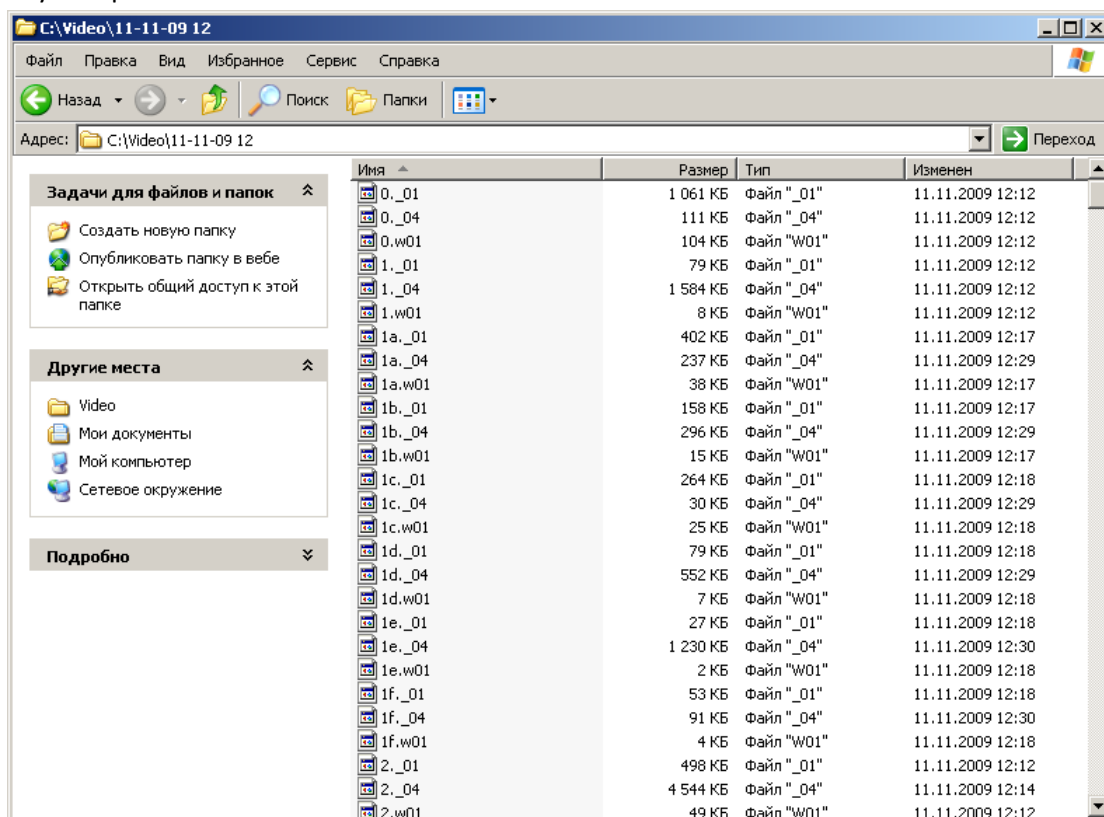 C:\Video\11-11-09 12
Файл Правка Вид Избранное Сервис Справка
Назад Поиск Папки
Адрес: C:\Video\11-11-09 12 Переход
Задачи для файлов и папок
Создать новую папку
Опубликовать папку в вебе
Открыть общий доступ к этой
папке
Другие места
Video
Мои документы
Мой компьютер
Сетевое окружение
Подробно
Имя Размер Тип Изменен
0._01 1 061 КБ Файл "_01" 11.11.2009 12:12
0._04 111 КБ Файл "_04" 11.11.2009 12:12
0.w01 104 КБ Файл "W01" 11.11.2009 12:12
1._01 79 КБ Файл "_01" 11.11.2009 12:12
1._04 1 584 КБ Файл "_04" 11.11.2009 12:12
1.w01 8 КБ Файл "W01" 11.11.2009 12:12
1a._01 402 КБ Файл "_01" 11.11.2009 12:17
1a._04 237 КБ Файл "_04" 11.11.2009 12:29
1a.w01 38 КБ Файл "W01" 11.11.2009 12:17
1b._01 158 КБ Файл "_01" 11.11.2009 12:17
1b._04 296 КБ Файл "_04" 11.11.2009 12:29
1b.w01 15 КБ Файл "W01" 11.11.2009 12:17
1c._01 264 КБ Файл "_01" 11.11.2009 12:18
1c._04 30 КБ Файл "_04" 11.11.2009 12:29
1c.w01 25 КБ Файл "W01" 11.11.2009 12:18
1d._01 79 КБ Файл "_01" 11.11.2009 12:18
1d._04 552 КБ Файл "_04" 11.11.2009 12:29
1d.w01 7 КБ Файл "W01" 11.11.2009 12:18
1e._01 27 КБ Файл "_01" 11.11.2009 12:18
1e._04 1 230 КБ Файл "_04" 11.11.2009 12:30
1e.w01 2 КБ Файл "W01" 11.11.2009 12:18
1f._01 53 КБ Файл "_01" 11.11.2009 12:18
1f._04 91 КБ Файл "_04" 11.11.2009 12:30
1f.w01 4 КБ Файл "W01" 11.11.2009 12:18
2._01 498 КБ Файл "_01" 11.11.2009 12:12
2._04 4 544 КБ Файл "_04" 11.11.2009 12:14
2.w01 49 КБ Файл "W01" 11.11.2009 12:12